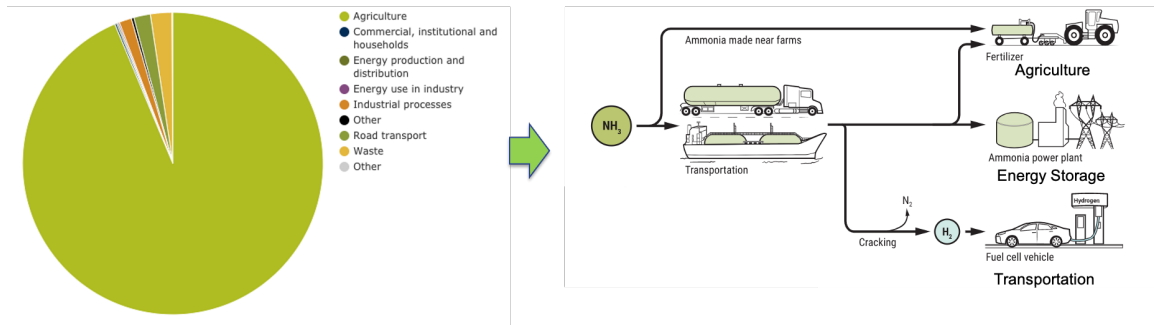 Agriculture
Commercial, institutional and
households
Energy production and
distribution
Energy use in industry
Industrial processes
Other
Road transport
Waste
Other
NH3
Ammonia made near farms
Transportation
Fertilizer
Agriculture
Ammonia power plant
Energy Storage
N2
Cracking
H2
Hydrogen
Fuel cell vehicle
Transportation